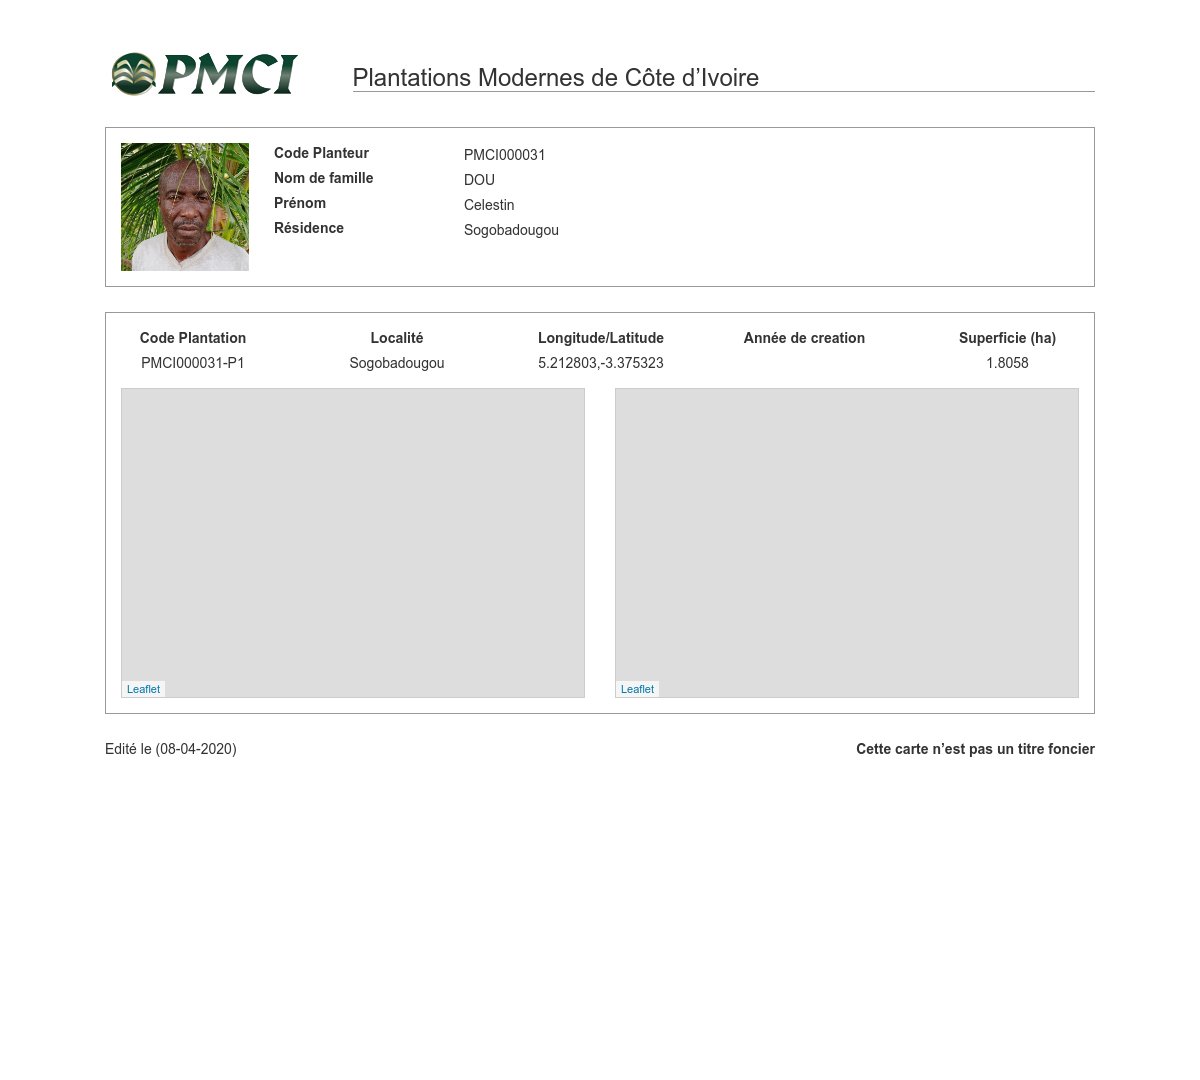 PMCI
Plantations Modernes de Côte d’Ivoire
Code Planteur PMCI000031
Nom de famille DOU
Prénom Celestin
Résidence Sogobadougou
Code Plantation Localité Longitude/Latitude Année de creation Superficie (ha)
PMCI000031-P1 Sogobadougou 5.212803,-3.375323 1.8058
Leaflet Leaflet
Edité le (08-04-2020) Cette carte n’est pas un titre foncier